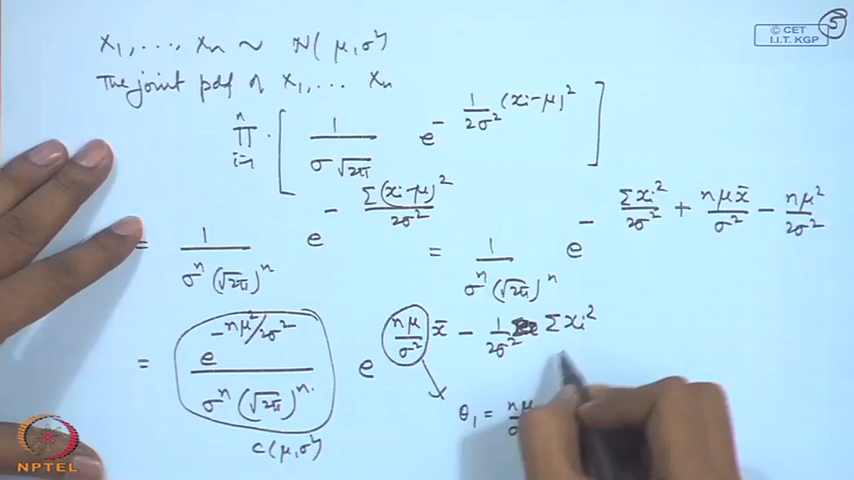 x₁, ..., xₙ ~ N(μ, σ²)
The joint pdf of x₁, ... xₙ
n ∏ i=1 [ 1/(σ√2π) e^{- 1/2σ² (xᵢ-μ)²} ]
= 1/(σⁿ(√2π)ⁿ) e^{- Σ(xᵢ-μ)²/2σ²} = 1/(σⁿ(√2π)ⁿ) e^{- Σxᵢ²/2σ² + nμx̄/σ² - nμ²/2σ²}
= e^{-nμ²/2σ²}/(σⁿ(√2π)ⁿ) e^{nμ/σ² x̄ - 1/2σ² Σxᵢ²}
c(μ, σ²)
θ₁ = nμ
5
© CET
I.I.T. KGP
NPTEL